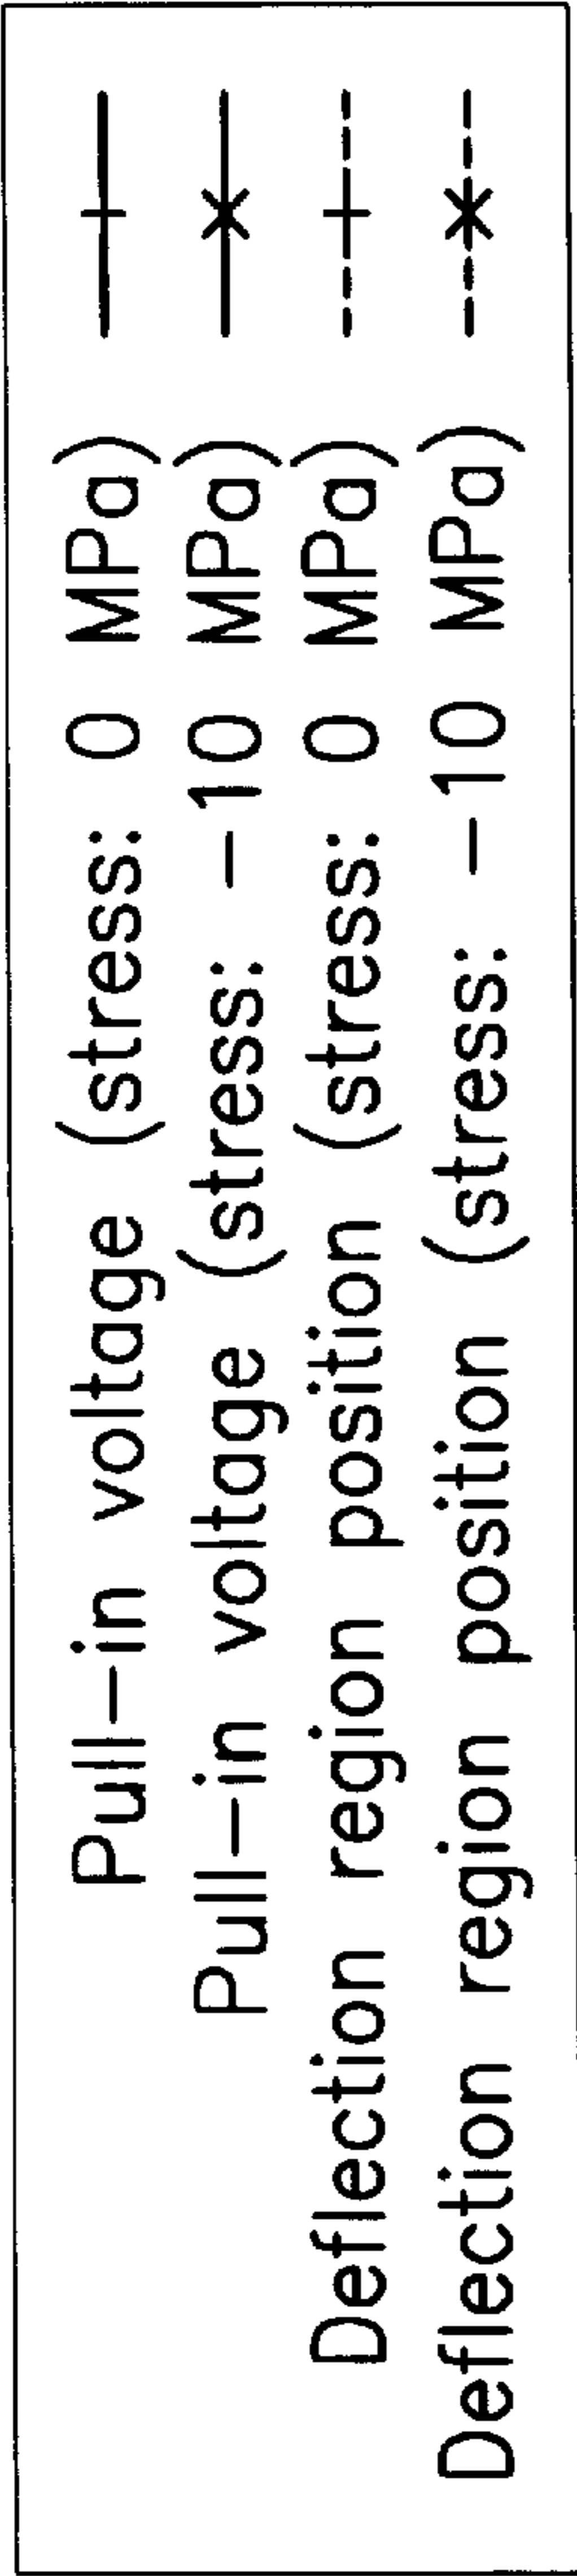 Pull-in voltage (stress: 0 MPa)
Pull-in voltage (stress: -10 MPa)
Deflection region position (stress: 0 MPa)
Deflection region position (stress: -10 MPa)